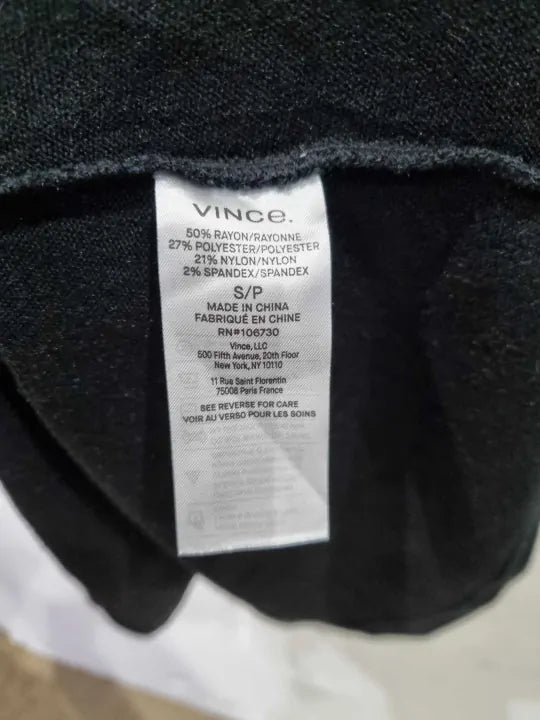 VINCe.
50% RAYON/RAYONNE
27% POLYESTER/POLYESTER
21% NYLON/NYLON
2% SPANDEX/SPANDEX
S/P
MADE IN CHINA
FABRIQUÉ EN CHINE
RN#106730
Vince, LLC
500 Fifth Avenue, 20th Floor
New York, NY 10110
11 Rue Saint Florentin
75008 Paris France
SEE REVERSE FOR CARE
VOIR AU VERSO POUR LES SOINS